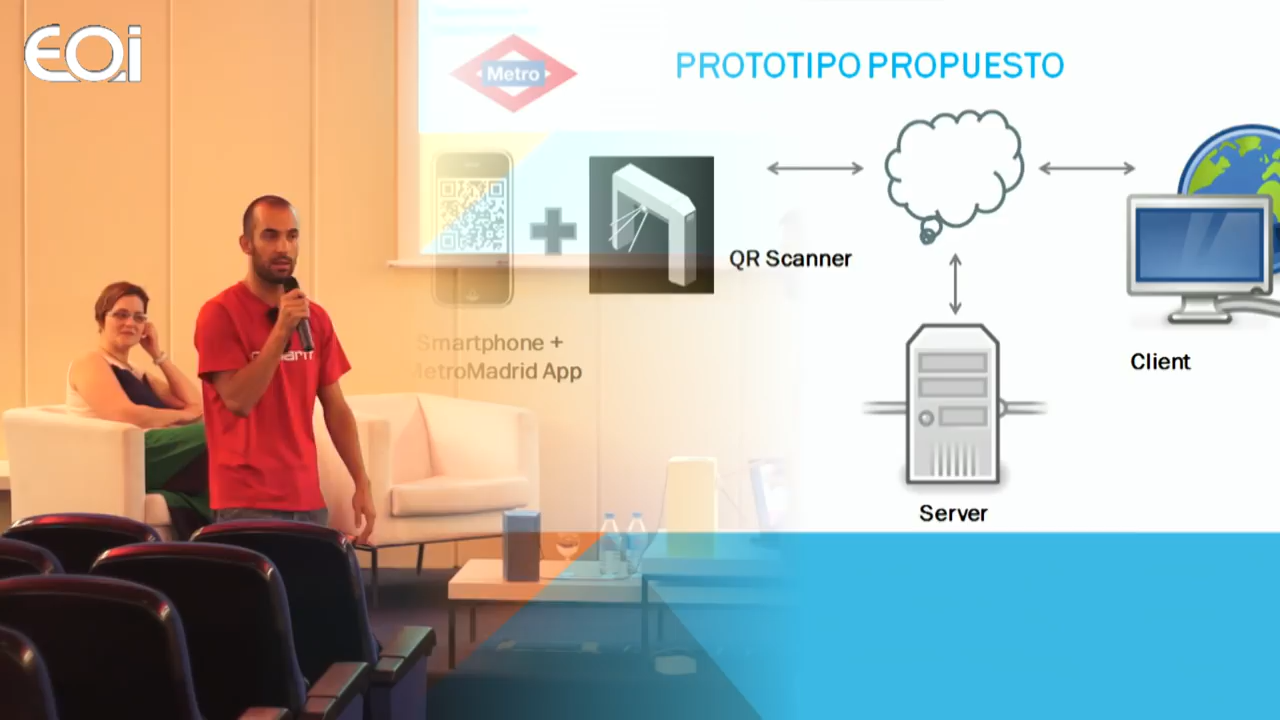 EOi
Metro
PROTOTIPO PROPUESTO
QR Scanner
Smartphone +
MetroMadrid App
Client
Server